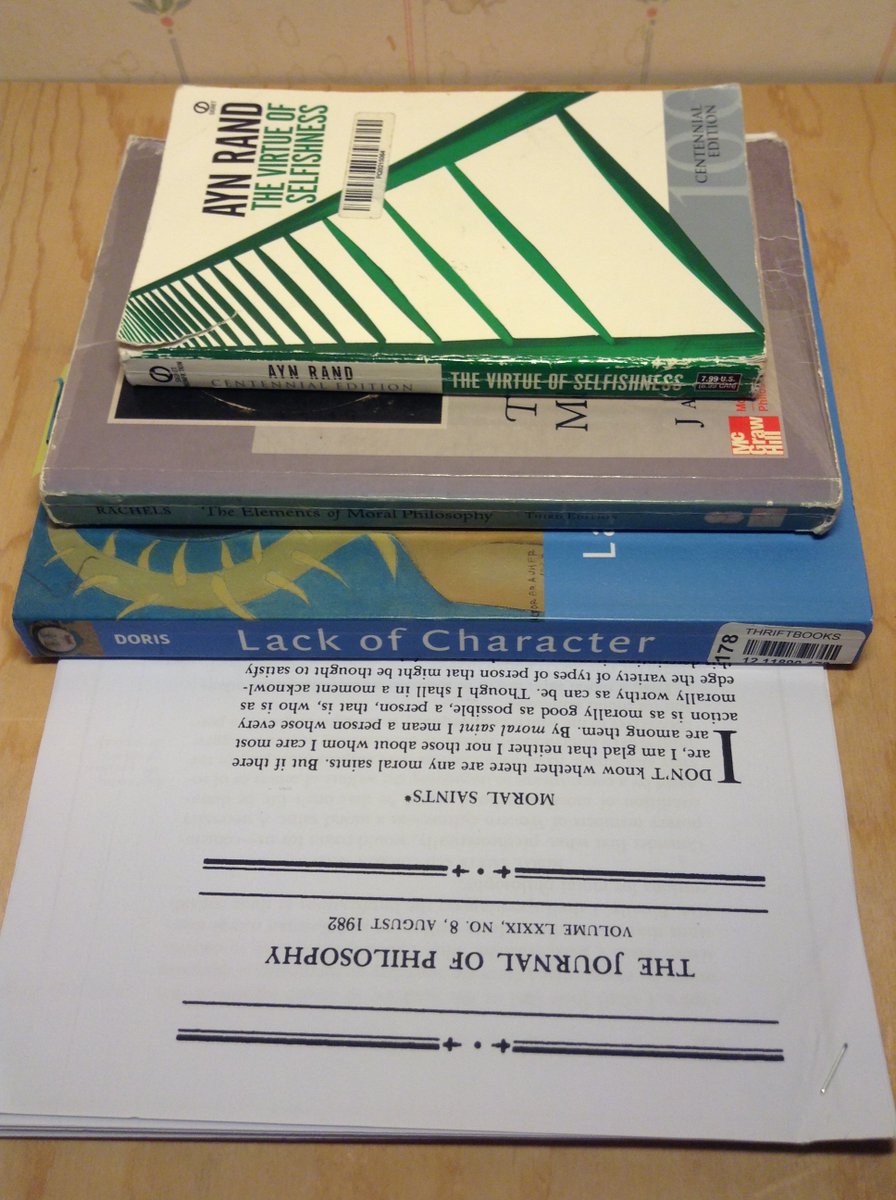 SIGNET
AYN RAND
THE VIRTUE OF
SELFISHNESS
CENTENNIAL
EDITION
100
AYN RAND
CENTENNIAL EDITION
THE VIRTUE OF SELFISHNESS
7.99 U.S.
T
M
J A
Mc
Graw
Hill
RACHELS The Elements of Moral Philosophy THIRD EDITION
La
DORIS Lack of Character
178
THRIFTBOOKS
THE JOURNAL OF PHILOSOPHY
VOLUME LXXIX, NO. 8, AUGUST 1982
MORAL SAINTS*
I DON'T know whether there are any moral saints. But if there
are, I am glad that neither I nor those about whom I care most
are among them. By moral saint I mean a person whose every
action is as morally good as possible, a person, that is, who is as
morally worthy as can be. Though I shall in a moment acknowl-
edge the variety of types of person that might be thought to satisfy